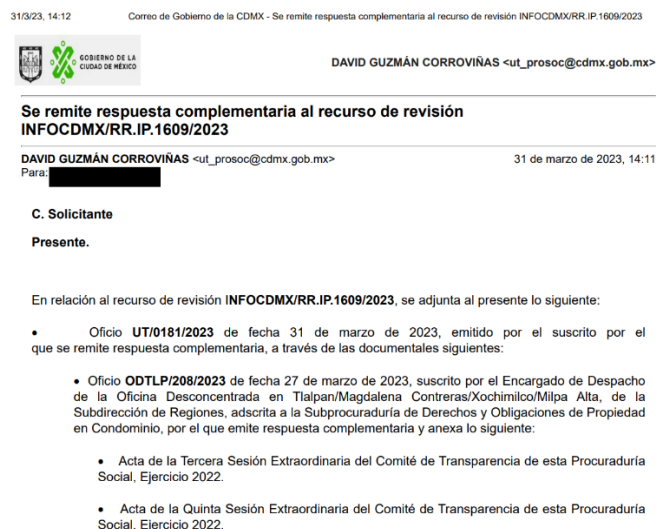 31/3/23, 14:12 Correo de Gobierno de la CDMX - Se remite respuesta complementaria al recurso de revisión INFOCDMX/RR.IP.1609/2023
GOBIERNO DE LA
CIUDAD DE MÉXICO
DAVID GUZMÁN CORROVIÑAS <ut_prosoc@cdmx.gob.mx>
Se remite respuesta complementaria al recurso de revisión
INFOCDMX/RR.IP.1609/2023
DAVID GUZMÁN CORROVIÑAS <ut_prosoc@cdmx.gob.mx> 31 de marzo de 2023, 14:11
Para:
C. Solicitante
Presente.
En relación al recurso de revisión INFOCDMX/RR.IP.1609/2023, se adjunta al presente lo siguiente:
• Oficio UT/0181/2023 de fecha 31 de marzo de 2023, emitido por el suscrito por el
que se remite respuesta complementaria, a través de las documentales siguientes:
• Oficio ODTLP/208/2023 de fecha 27 de marzo de 2023, suscrito por el Encargado de Despacho
de la Oficina Desconcentrada en Tlalpan/Magdalena Contreras/Xochimilco/Milpa Alta, de la
Subdirección de Regiones, adscrita a la Subprocuraduría de Derechos y Obligaciones de Propiedad
en Condominio, por el que emite respuesta complementaria y anexa lo siguiente:
• Acta de la Tercera Sesión Extraordinaria del Comité de Transparencia de esta Procuraduría
Social, Ejercicio 2022.
• Acta de la Quinta Sesión Extraordinaria del Comité de Transparencia de esta Procuraduría
Social, Ejercicio 2022.